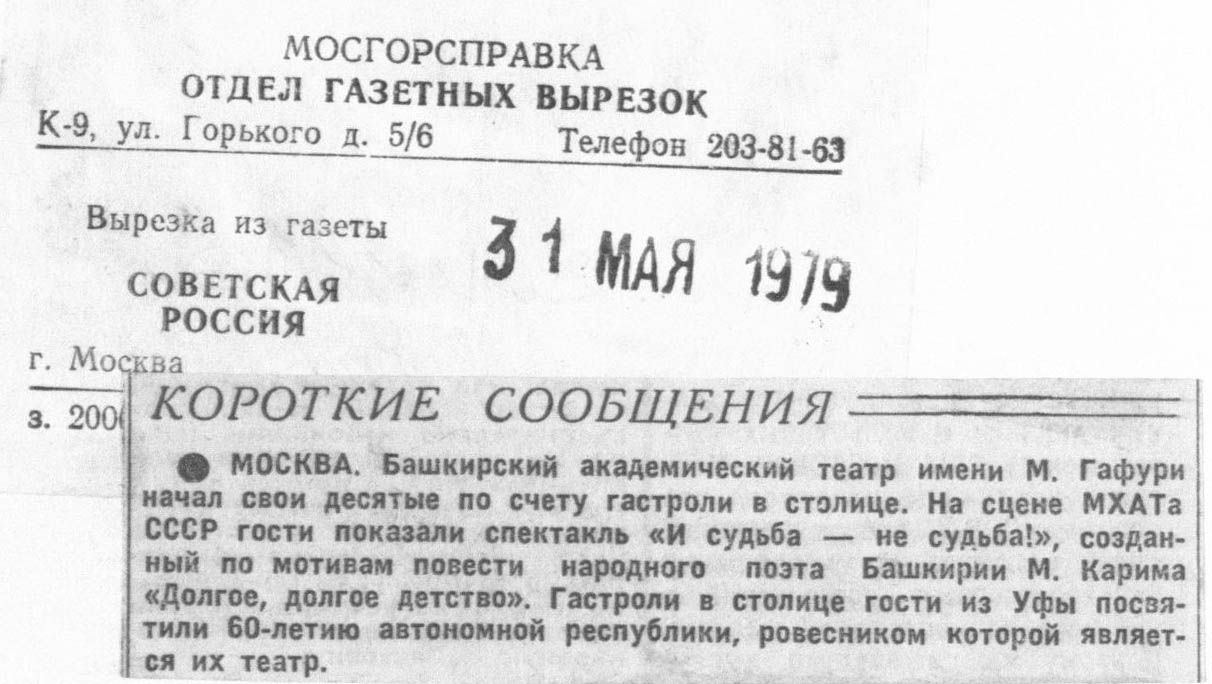 МОСГОРСПРАВКА
ОТДЕЛ ГАЗЕТНЫХ ВЫРЕЗОК
К-9, ул. Горького д. 5/6 Телефон 203-81-63
Вырезка из газеты
31 МАЯ 1979
СОВЕТСКАЯ
РОССИЯ
г. Москва
з. 200
КОРОТКИЕ СООБЩЕНИЯ
● МОСКВА. Башкирский академический театр имени М. Гафури
начал свои десятые по счету гастроли в столице. На сцене МХАТа
СССР гости показали спектакль «И судьба — не судьба!», создан-
ный по мотивам повести народного поэта Башкирии М. Карима
«Долгое, долгое детство». Гастроли в столице гости из Уфы посвя-
тили 60-летию автономной республики, ровесником которой являет-
ся их театр.